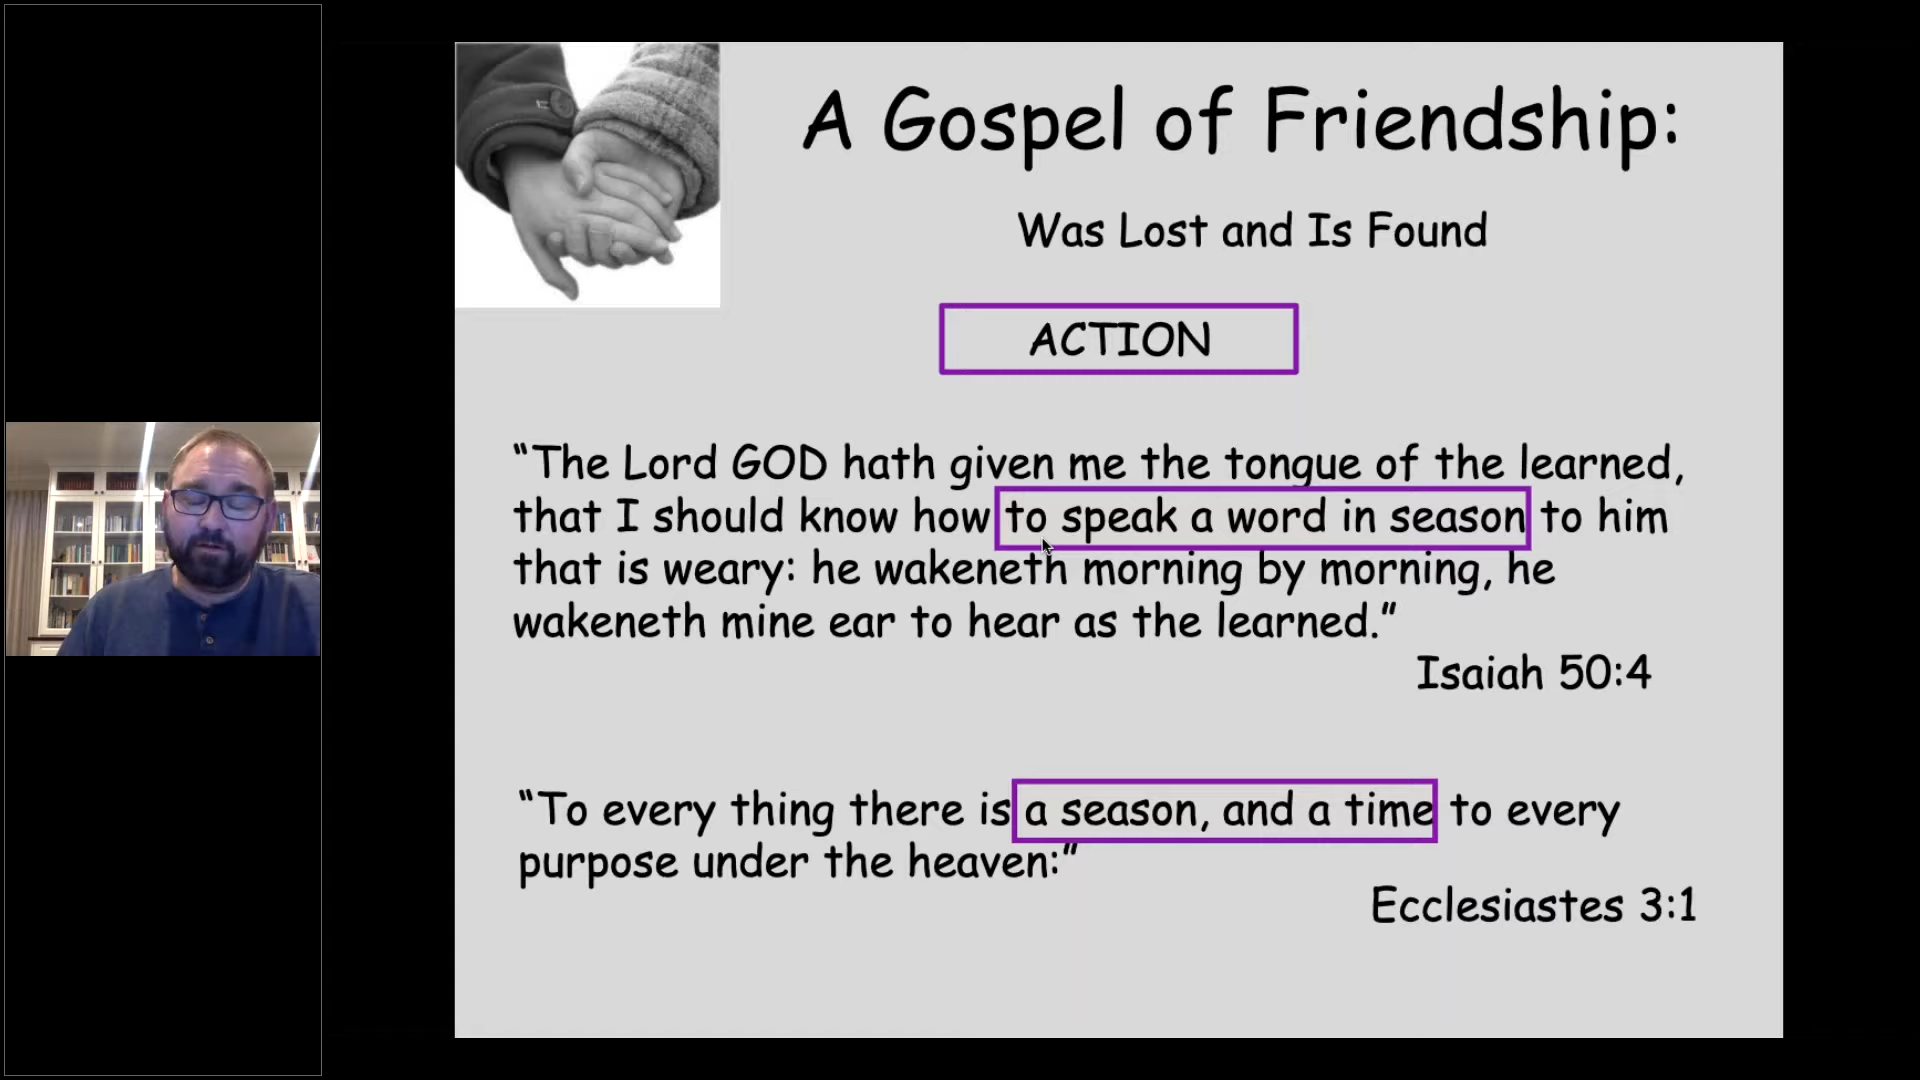 A Gospel of Friendship:
Was Lost and Is Found
ACTION
“The Lord GOD hath given me the tongue of the learned,
that I should know how to speak a word in season to him
that is weary: he wakeneth morning by morning, he
wakeneth mine ear to hear as the learned.”
Isaiah 50:4
“To every thing there is a season, and a time to every
purpose under the heaven:”
Ecclesiastes 3:1